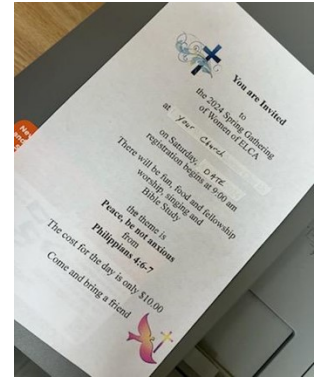 You are Invited
to
the 2024 Spring Gathering
of Women of ELCA
at Your Church
on Saturday, DATE
registration begins at 9:00 am
There will be fun, food and fellowship
worship, singing and
Bible Study
the theme is
Peace, be not anxious
from
Philippians 4:6-7
The cost for the day is only $10.00
Come and bring a friend